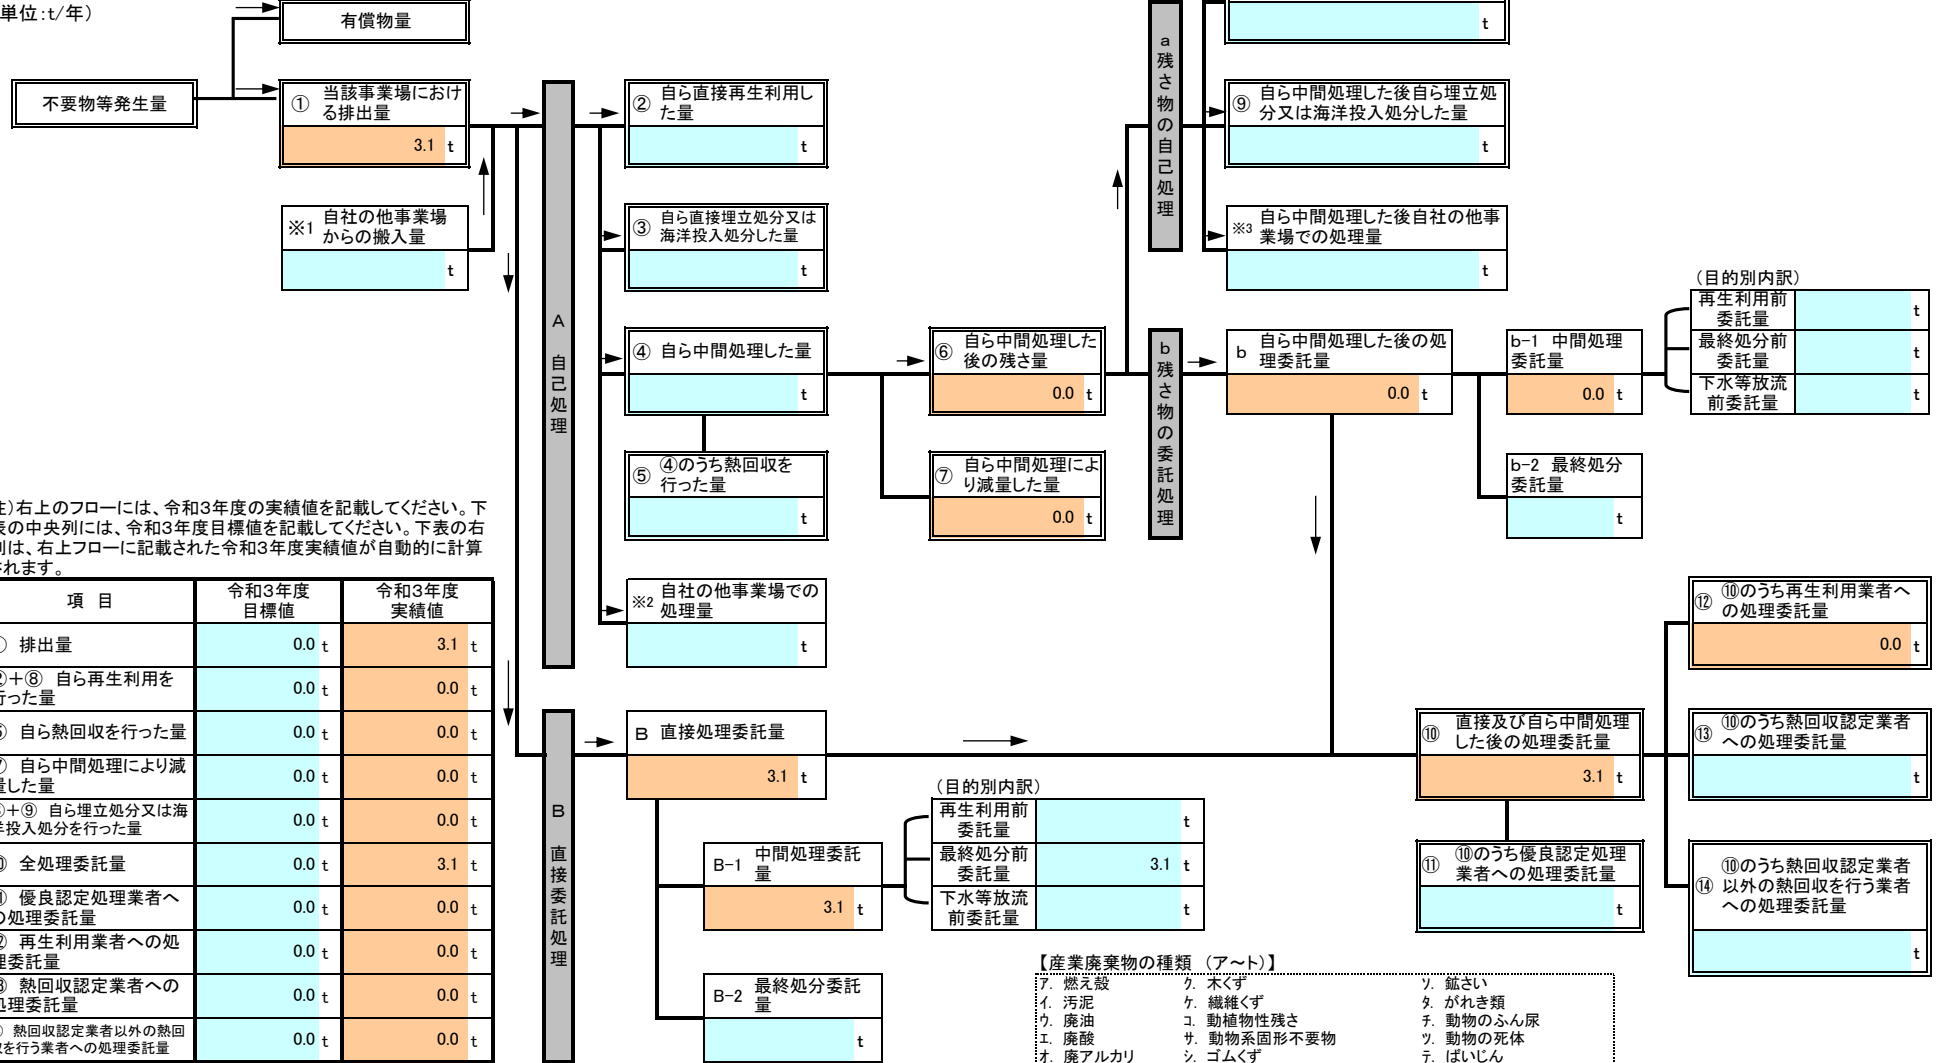 単位:t/年)
有償物量
不要物等発生量
① 当該事業場におけ
る排出量
3.1 t
※1 自社の他事業場
からの搬入量
t
A 自己処理
② 自ら直接再生利用し
た量
t
③ 自ら直接埋立処分又は
海洋投入処分した量
t
④ 自ら中間処理した量
t
⑤ ④のうち熱回収を
行った量
t
※2 自社の他事業場での
処理量
t
⑥ 自ら中間処理した
後の残さ量
0.0 t
⑦ 自ら中間処理によ
り減量した量
0.0 t
a残さ物の自己処理
t
⑨ 自ら中間処理した後自ら埋立処
分又は海洋投入処分した量
t
※3 自ら中間処理した後自社の他事
業場での処理量
t
b残さ物の委託処理
b 自ら中間処理した後の処
理委託量
0.0 t
b-1 中間処理
委託量
0.0 t
b-2 最終処分
委託量
t
(目的別内訳)
再生利用前
委託量 t
最終処分前
委託量 t
下水等放流
前委託量 t
主)右上のフローには、令和3年度の実績値を記載してください。下
表の中央列には、令和3年度目標値を記載してください。下表の右
列は、右上フローに記載された令和3年度実績値が自動的に計算
されます。
項 目 令和3年度
目標値 令和3年度
実績値
① 排出量 0.0 t 3.1 t
②+⑧ 自ら再生利用を
行った量 0.0 t 0.0 t
⑤ 自ら熱回収を行った量 0.0 t 0.0 t
⑦ 自ら中間処理により減
量した量 0.0 t 0.0 t
③+⑨ 自ら埋立処分又は海
洋投入処分を行った量 0.0 t 0.0 t
⑩ 全処理委託量 0.0 t 3.1 t
⑪ 優良認定処理業者へ
の処理委託量 0.0 t 0.0 t
⑫ 再生利用業者への処
理委託量 0.0 t 0.0 t
⑬ 熱回収認定業者への
処理委託量 0.0 t 0.0 t
⑭ 熱回収認定業者以外の熱回
収を行う業者への処理委託量 0.0 t 0.0 t
B 直接委託処理
B 直接処理委託量
3.1 t
B-1 中間処理委託
量
3.1 t
B-2 最終処分委託
量
t
(目的別内訳)
再生利用前
委託量 t
最終処分前
委託量 3.1 t
下水等放流
前委託量 t
⑩ 直接及び自ら中間処理
した後の処理委託量
3.1 t
⑪ ⑩のうち優良認定処理
業者への処理委託量
t
⑫ ⑩のうち再生利用業者へ
の処理委託量
0.0 t
⑬ ⑩のうち熱回収認定業者
への処理委託量
t
⑭ ⑩のうち熱回収認定業者
以外の熱回収を行う業者
への処理委託量
t
【産業廃棄物の種類 (ア～ト)】
ア. 燃え殻 ク. 木くず ソ. 鉱さい
イ. 汚泥 ケ. 繊維くず タ. がれき類
ウ. 廃油 コ. 動植物性残さ チ. 動物のふん尿
エ. 廃酸 サ. 動物系固形不要物 ツ. 動物の死体
オ. 廃アルカリ シ. ゴムくず テ. ばいじん